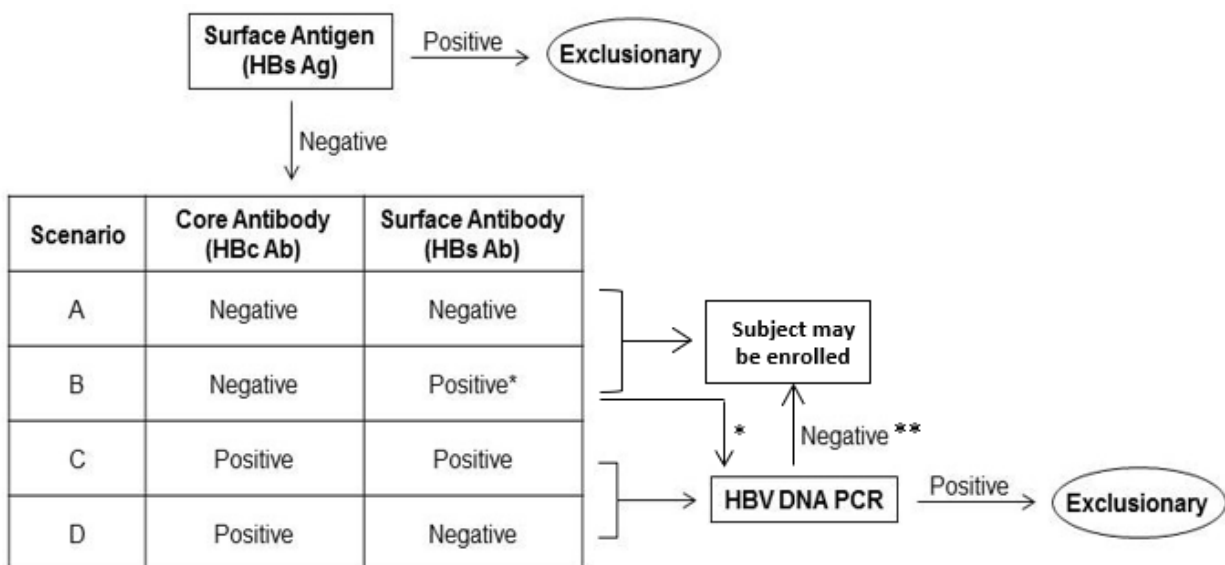 Surface Antigen
(HBs Ag)
Positive
Exclusionary
Negative
Scenario
Core Antibody
(HBc Ab)
Surface Antibody
(HBs Ab)
A
Negative
Negative
B
Negative
Positive*
C
Positive
Positive
D
Positive
Negative
Subject may
be enrolled
*
Negative **
HBV DNA PCR
Positive
Exclusionary